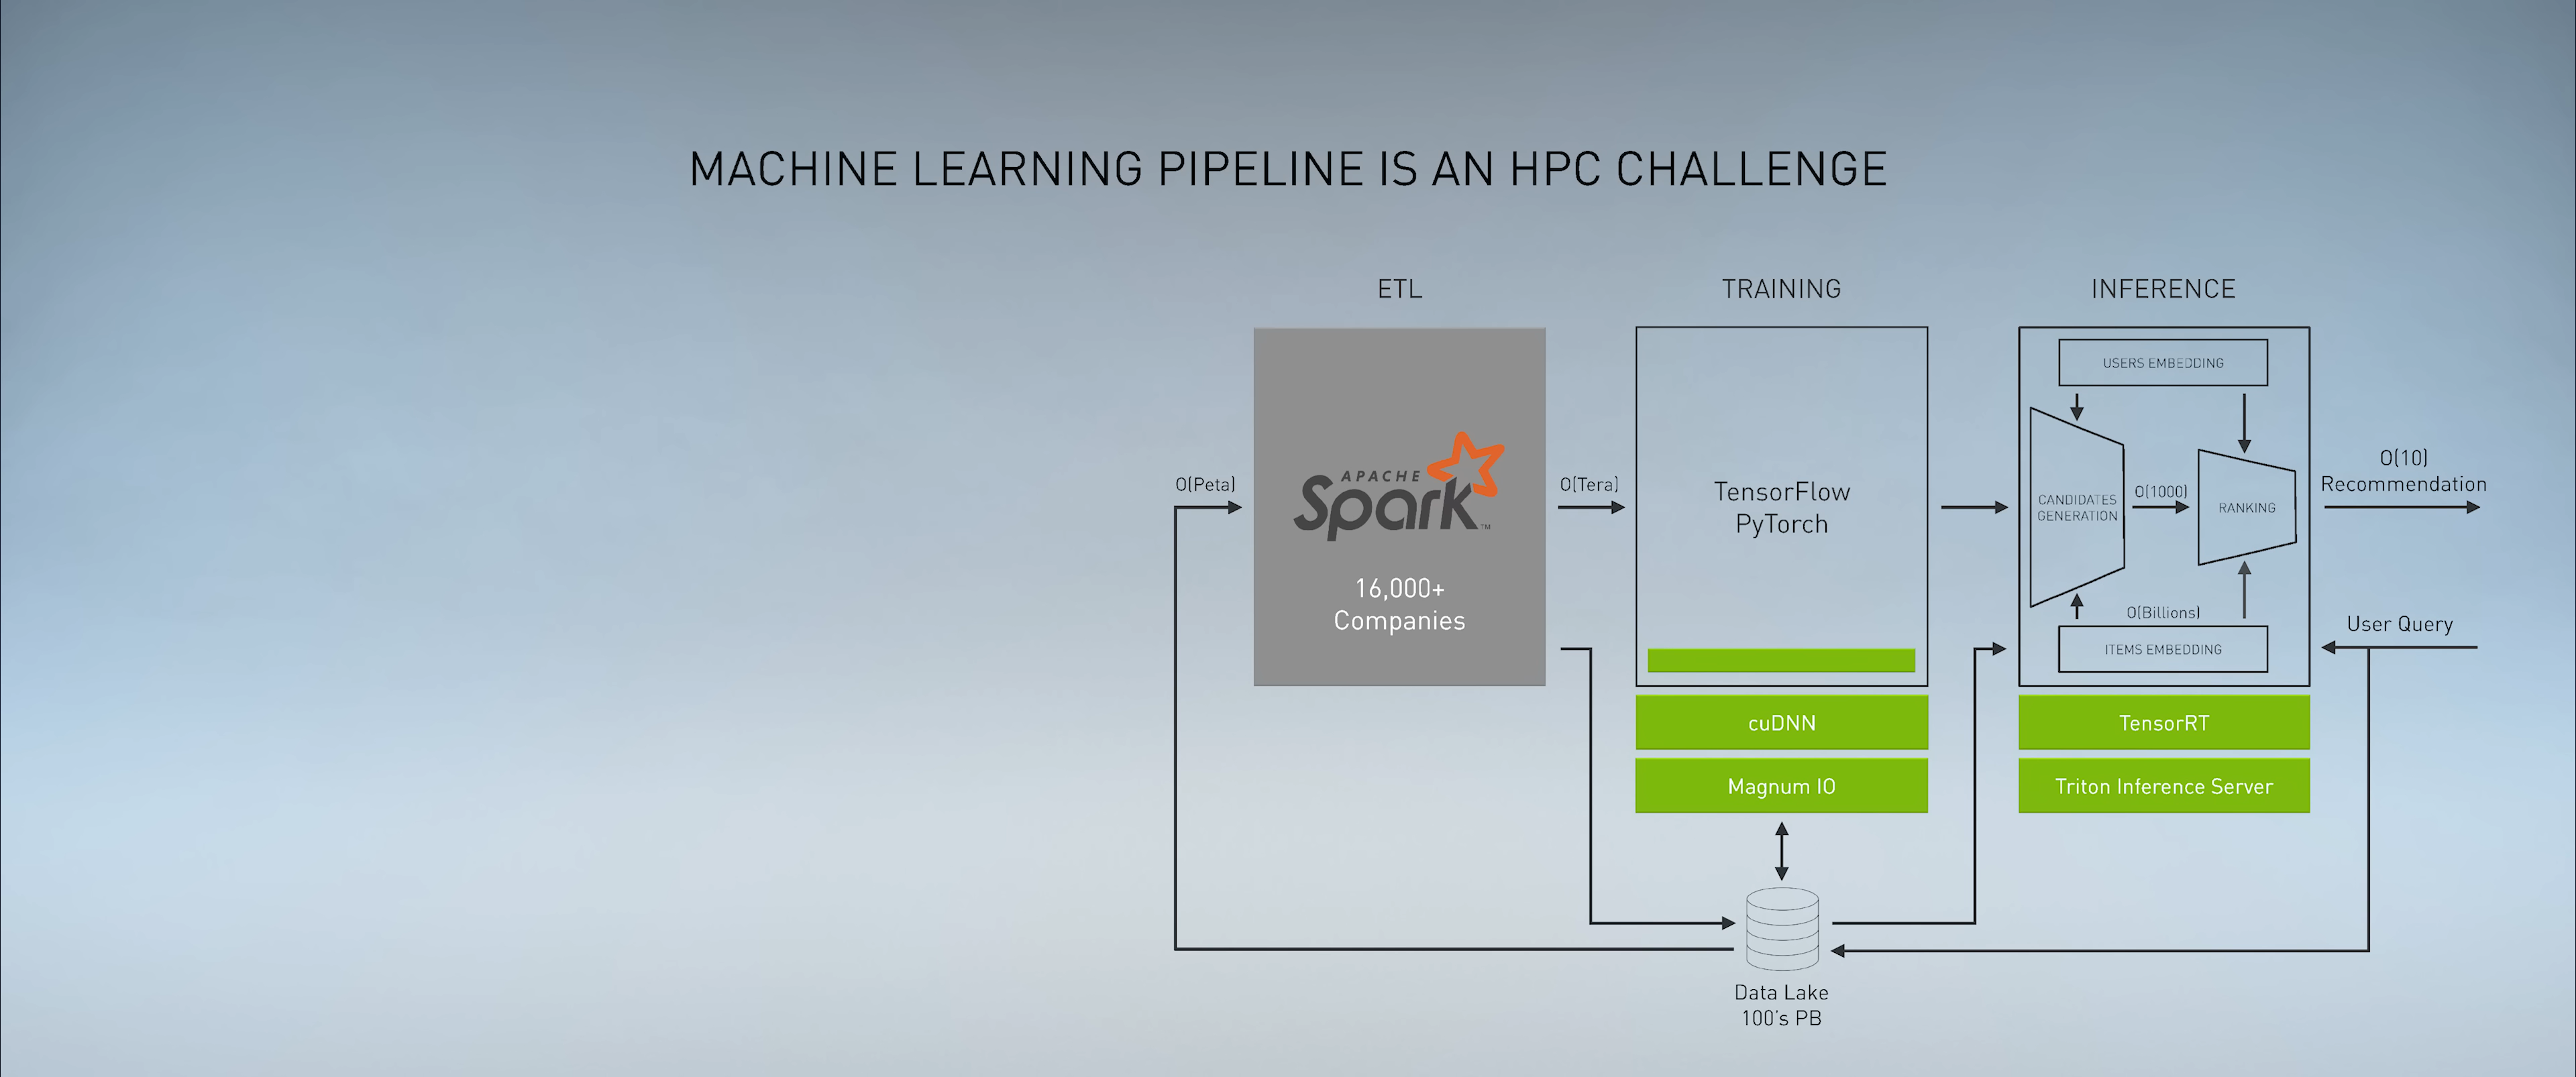 MACHINE LEARNING PIPELINE IS AN HPC CHALLENGE
ETL
TRAINING
INFERENCE
O(Peta)
APACHE
Spark™
16,000+
Companies
O(Tera)
TensorFlow
PyTorch
cuDNN
Magnum IO
USERS EMBEDDING
CANDIDATES
GENERATION
O(1000)
RANKING
O(Billions)
ITEMS EMBEDDING
TensorRT
Triton Inference Server
O(10)
Recommendation
User Query
Data Lake
100's PB